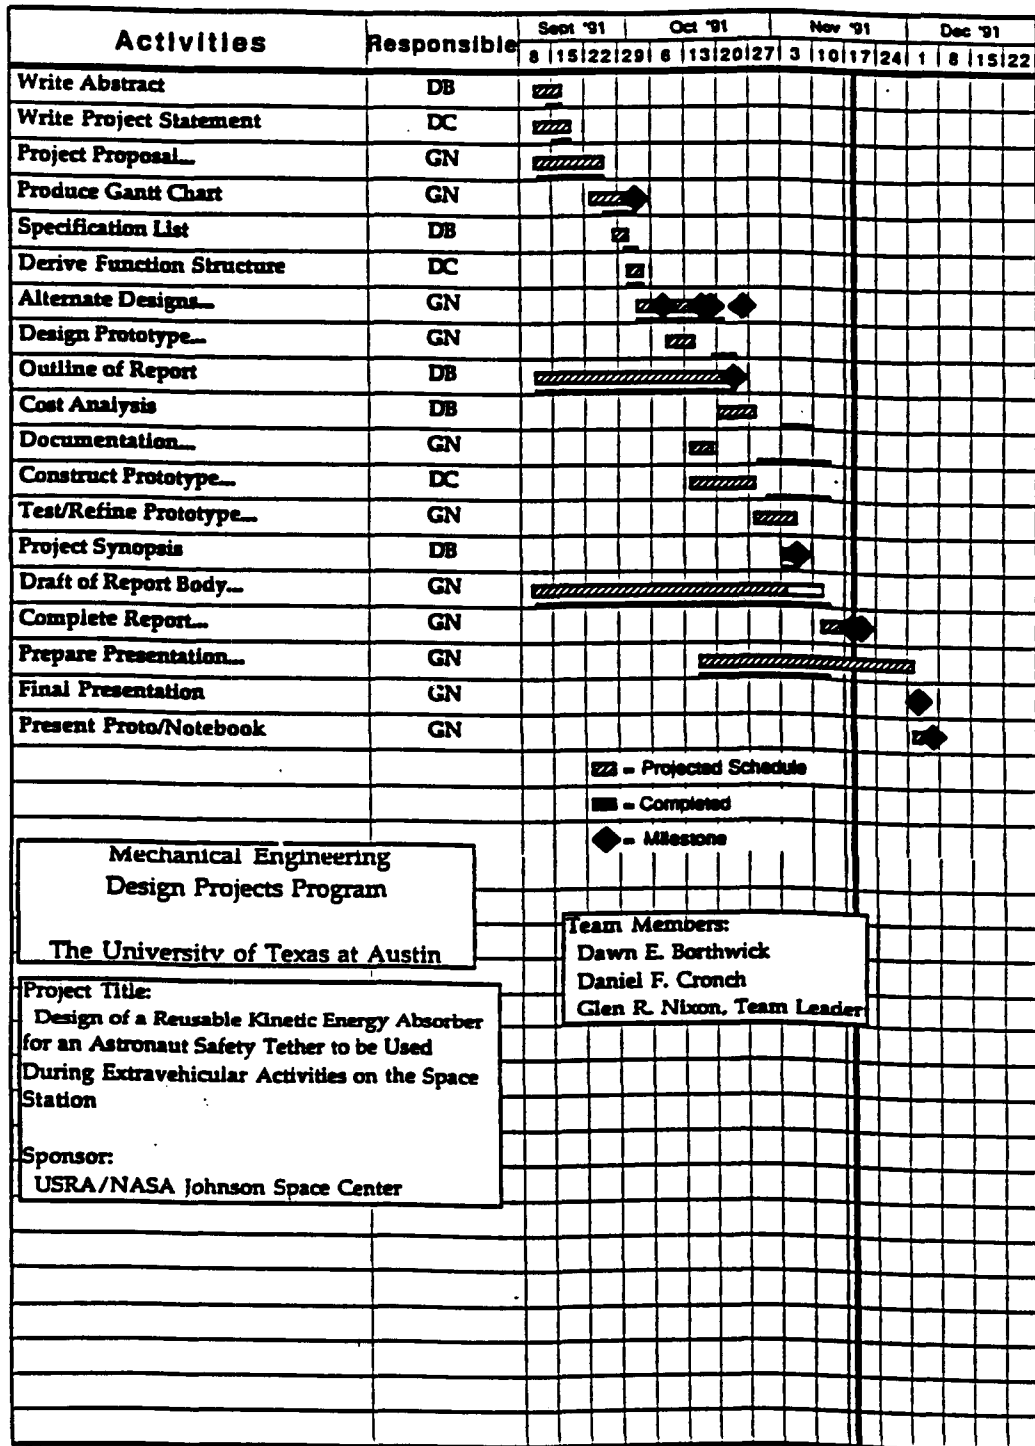 Activities Responsible Sept '91 Oct '91 Nov '91 Dec '91
8 15 22 29 6 13 20 27 3 10 17 24 1 8 15 22
Write Abstract DB
Write Project Statement DC
Project Proposal... GN
Produce Gantt Chart GN
Specification List DB
Derive Function Structure DC
Alternate Designs... GN
Design Prototype... GN
Outline of Report DB
Cost Analysis DB
Documentation... GN
Construct Prototype... DC
Test/Refine Prototype... GN
Project Synopsis DB
Draft of Report Body... GN
Complete Report... GN
Prepare Presentation... GN
Final Presentation GN
Present Proto/Notebook GN
= Projected Schedule
= Completed
= Milestone
Mechanical Engineering
Design Projects Program
The University of Texas at Austin
Team Members:
Dawn E. Borthwick
Daniel F. Cronch
Glen R. Nixon, Team Leader
Project Title:
Design of a Reusable Kinetic Energy Absorber
for an Astronaut Safety Tether to be Used
During Extravehicular Activities on the Space
Station
Sponsor:
USRA/NASA Johnson Space Center